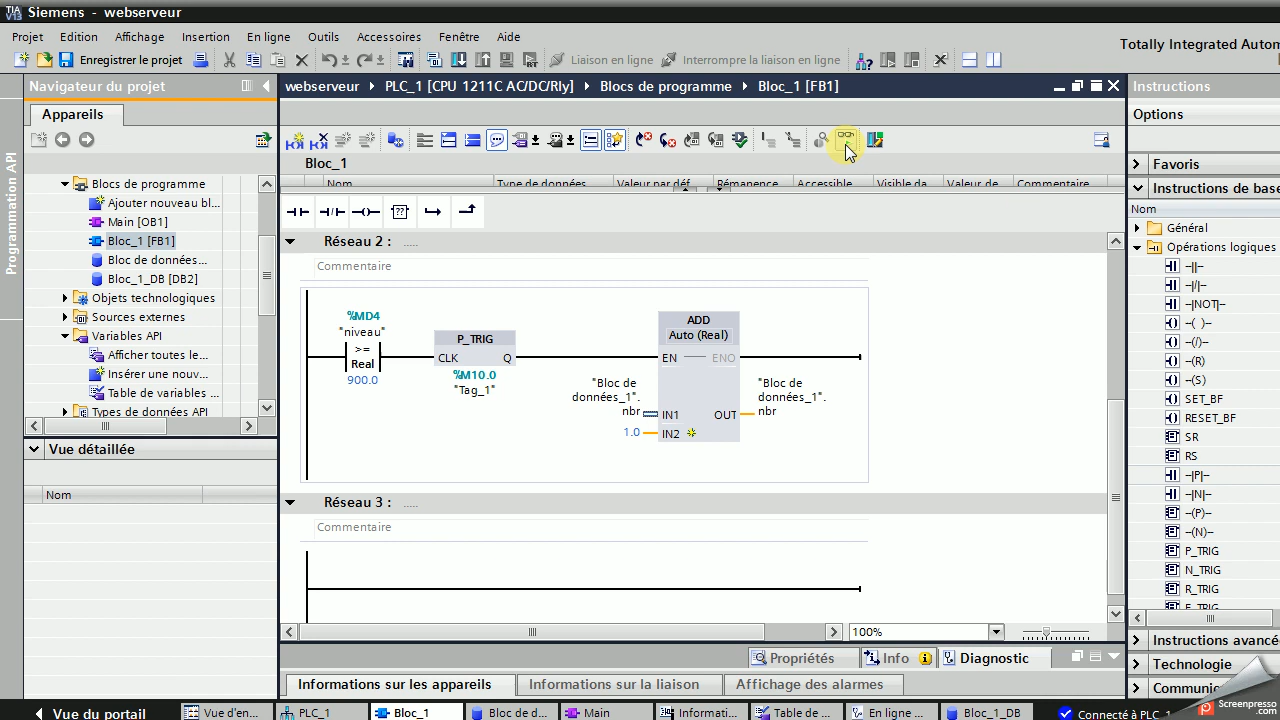 TIA V13 Siemens - webserveur
Projet Edition Affichage Insertion En ligne Outils Accessoires Fenêtre Aide
Totally Integrated Autom
Enregistrer le projet Liaison en ligne Interrompre la liaison en ligne
Navigateur du projet
webserveur PLC_1 [CPU 1211C AC/DC/Rly] Blocs de programme Bloc_1 [FB1]
Instructions
Appareils
Options
Programmation API
Bloc_1
Favoris
Nom Type de données Valeur par déf. Rémanence Accessible Visible da Valeur de Commentaire
Instructions de base
Nom
Blocs de programme
Ajouter nouveau bl...
Main [OB1]
Bloc_1 [FB1]
Bloc de données...
Bloc_1_DB [DB2]
Objets technologiques
Sources externes
Variables API
Afficher toutes le...
Insérer une nouv...
Table de variables ...
Types de données API
Vue détaillée
Nom
??
Réseau 2 : .....
Commentaire
%MD4
"niveau"
>=
Real
900.0
P_TRIG
CLK Q
%M10.0
"Tag_1"
ADD
Auto (Real)
EN ENO
"Bloc de
données_1".
nbr
IN1 OUT
"Bloc de
données_1".
nbr
1.0 IN2
Réseau 3 : .....
Commentaire
100%
Général
Opérations logiques
-||-
-|/|-
-|NOT|-
-( )-
-(/)-
-(R)
-(S)
SET_BF
RESET_BF
SR
RS
-|P|-
-|N|-
-(P)-
-(N)-
P_TRIG
N_TRIG
R_TRIG
F_TRIG
Instructions avancé
Technologie
Communic
Propriétés Info Diagnostic
Informations sur les appareils Informations sur la liaison Affichage des alarmes
Vue du portail Vue d'en... PLC_1 Bloc_1 Bloc de d... Main Informati... Table de ... En ligne ... Bloc_1_DB Connecté à PLC_1
Screenpresso
.com